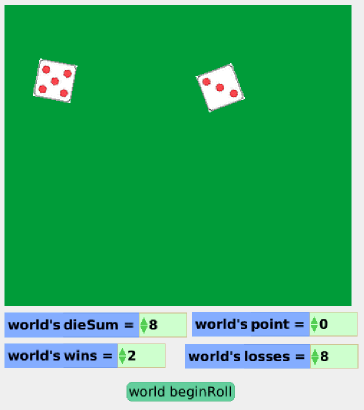 world's dieSum = 8 world's point = 0
world's wins = 2 world's losses = 8
world beginRoll